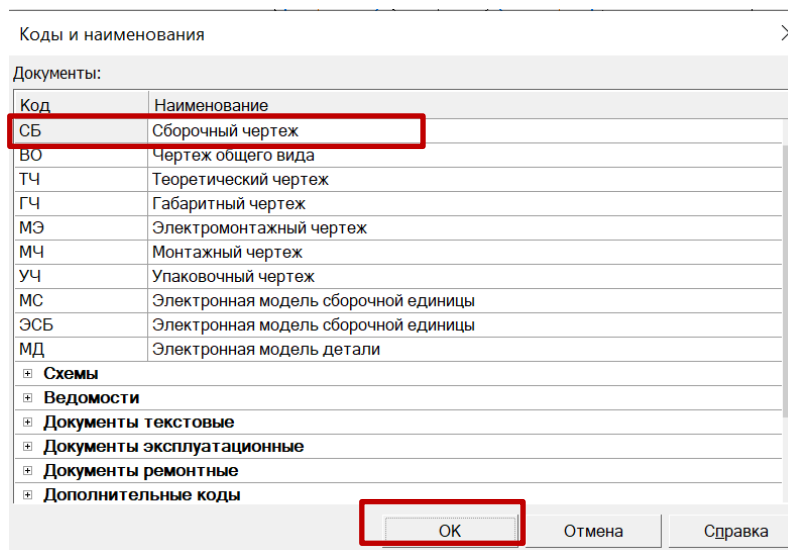 Коды и наименования
Документы:
Код Наименование
СБ Сборочный чертеж
ВО Чертеж общего вида
ТЧ Теоретический чертеж
ГЧ Габаритный чертеж
МЭ Электромонтажный чертеж
МЧ Монтажный чертеж
УЧ Упаковочный чертеж
МС Электронная модель сборочной единицы
ЭСБ Электронная модель сборочной единицы
МД Электронная модель детали
Схемы
Ведомости
Документы текстовые
Документы эксплуатационные
Документы ремонтные
Дополнительные коды
OK Отмена Справка